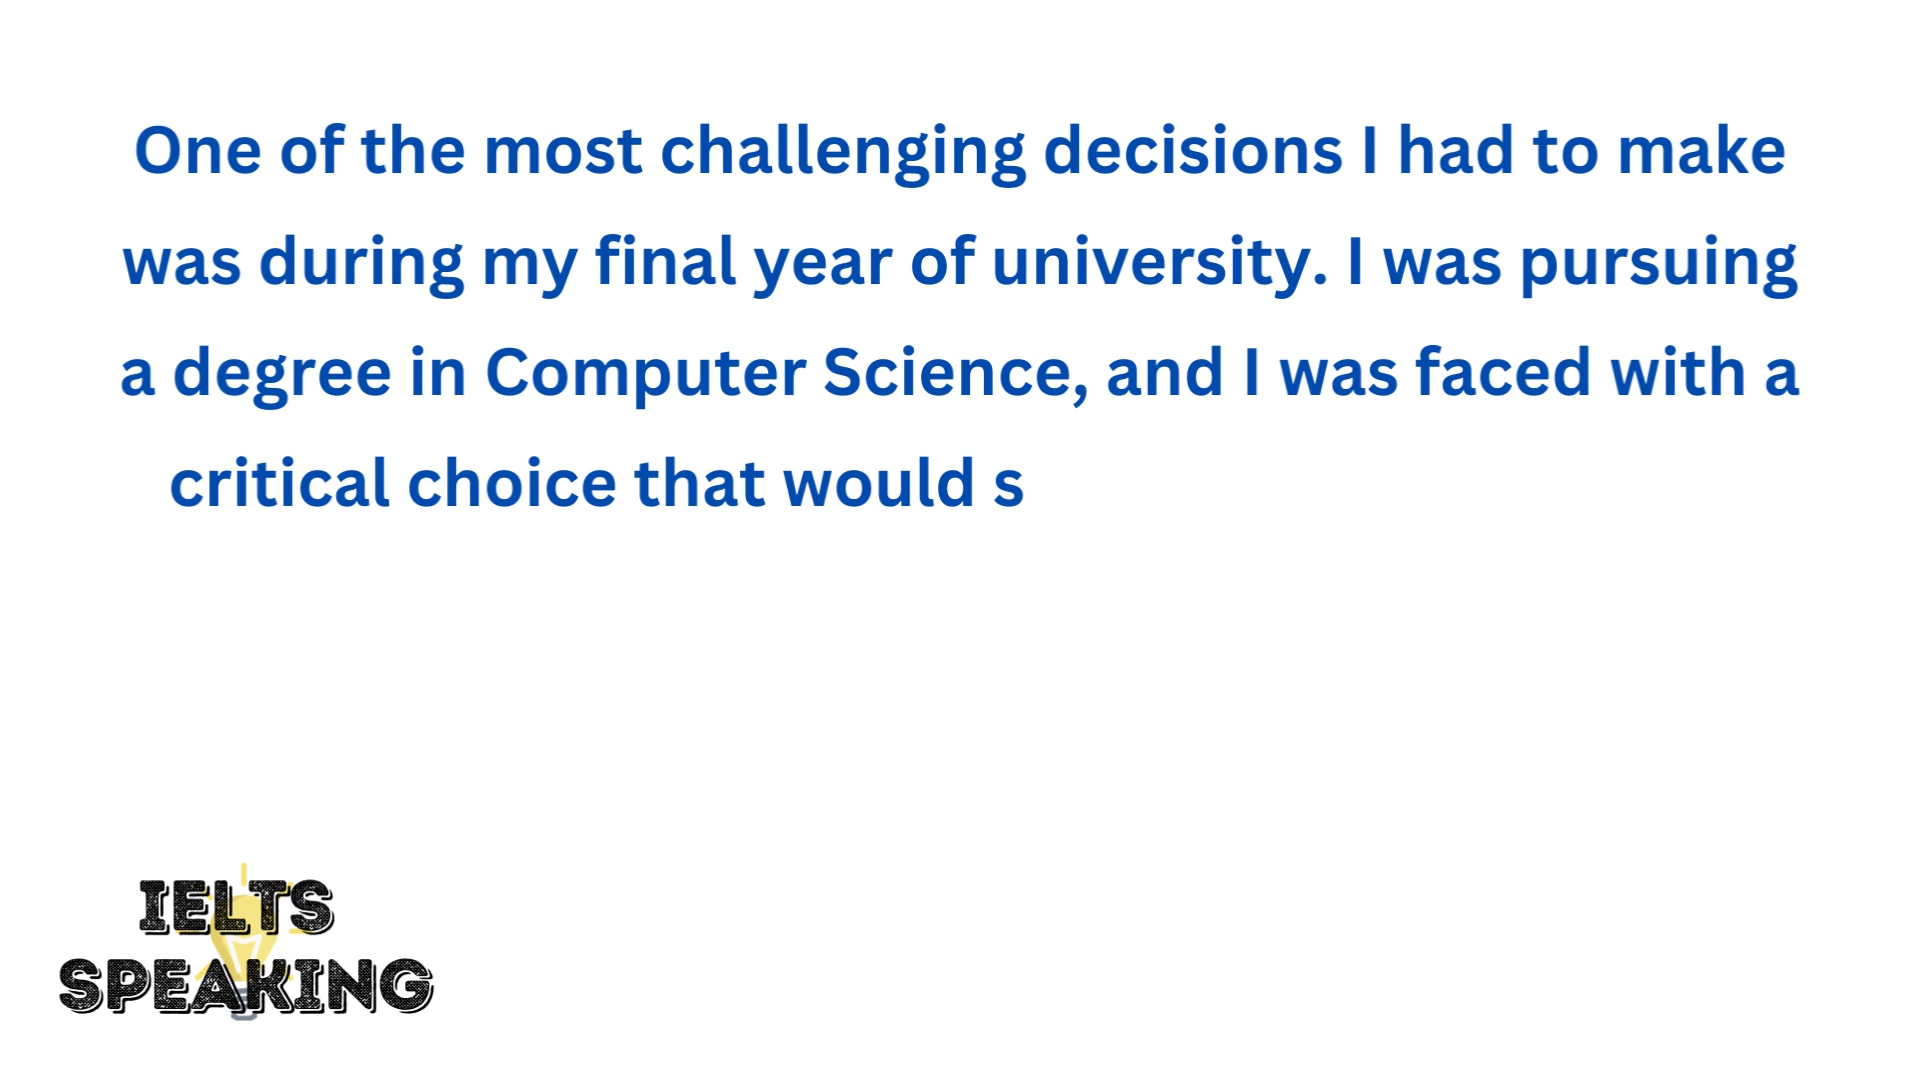 One of the most challenging decisions I had to make
was during my final year of university. I was pursuing
a degree in Computer Science, and I was faced with a
critical choice that would s
IELTS
SPEAKING